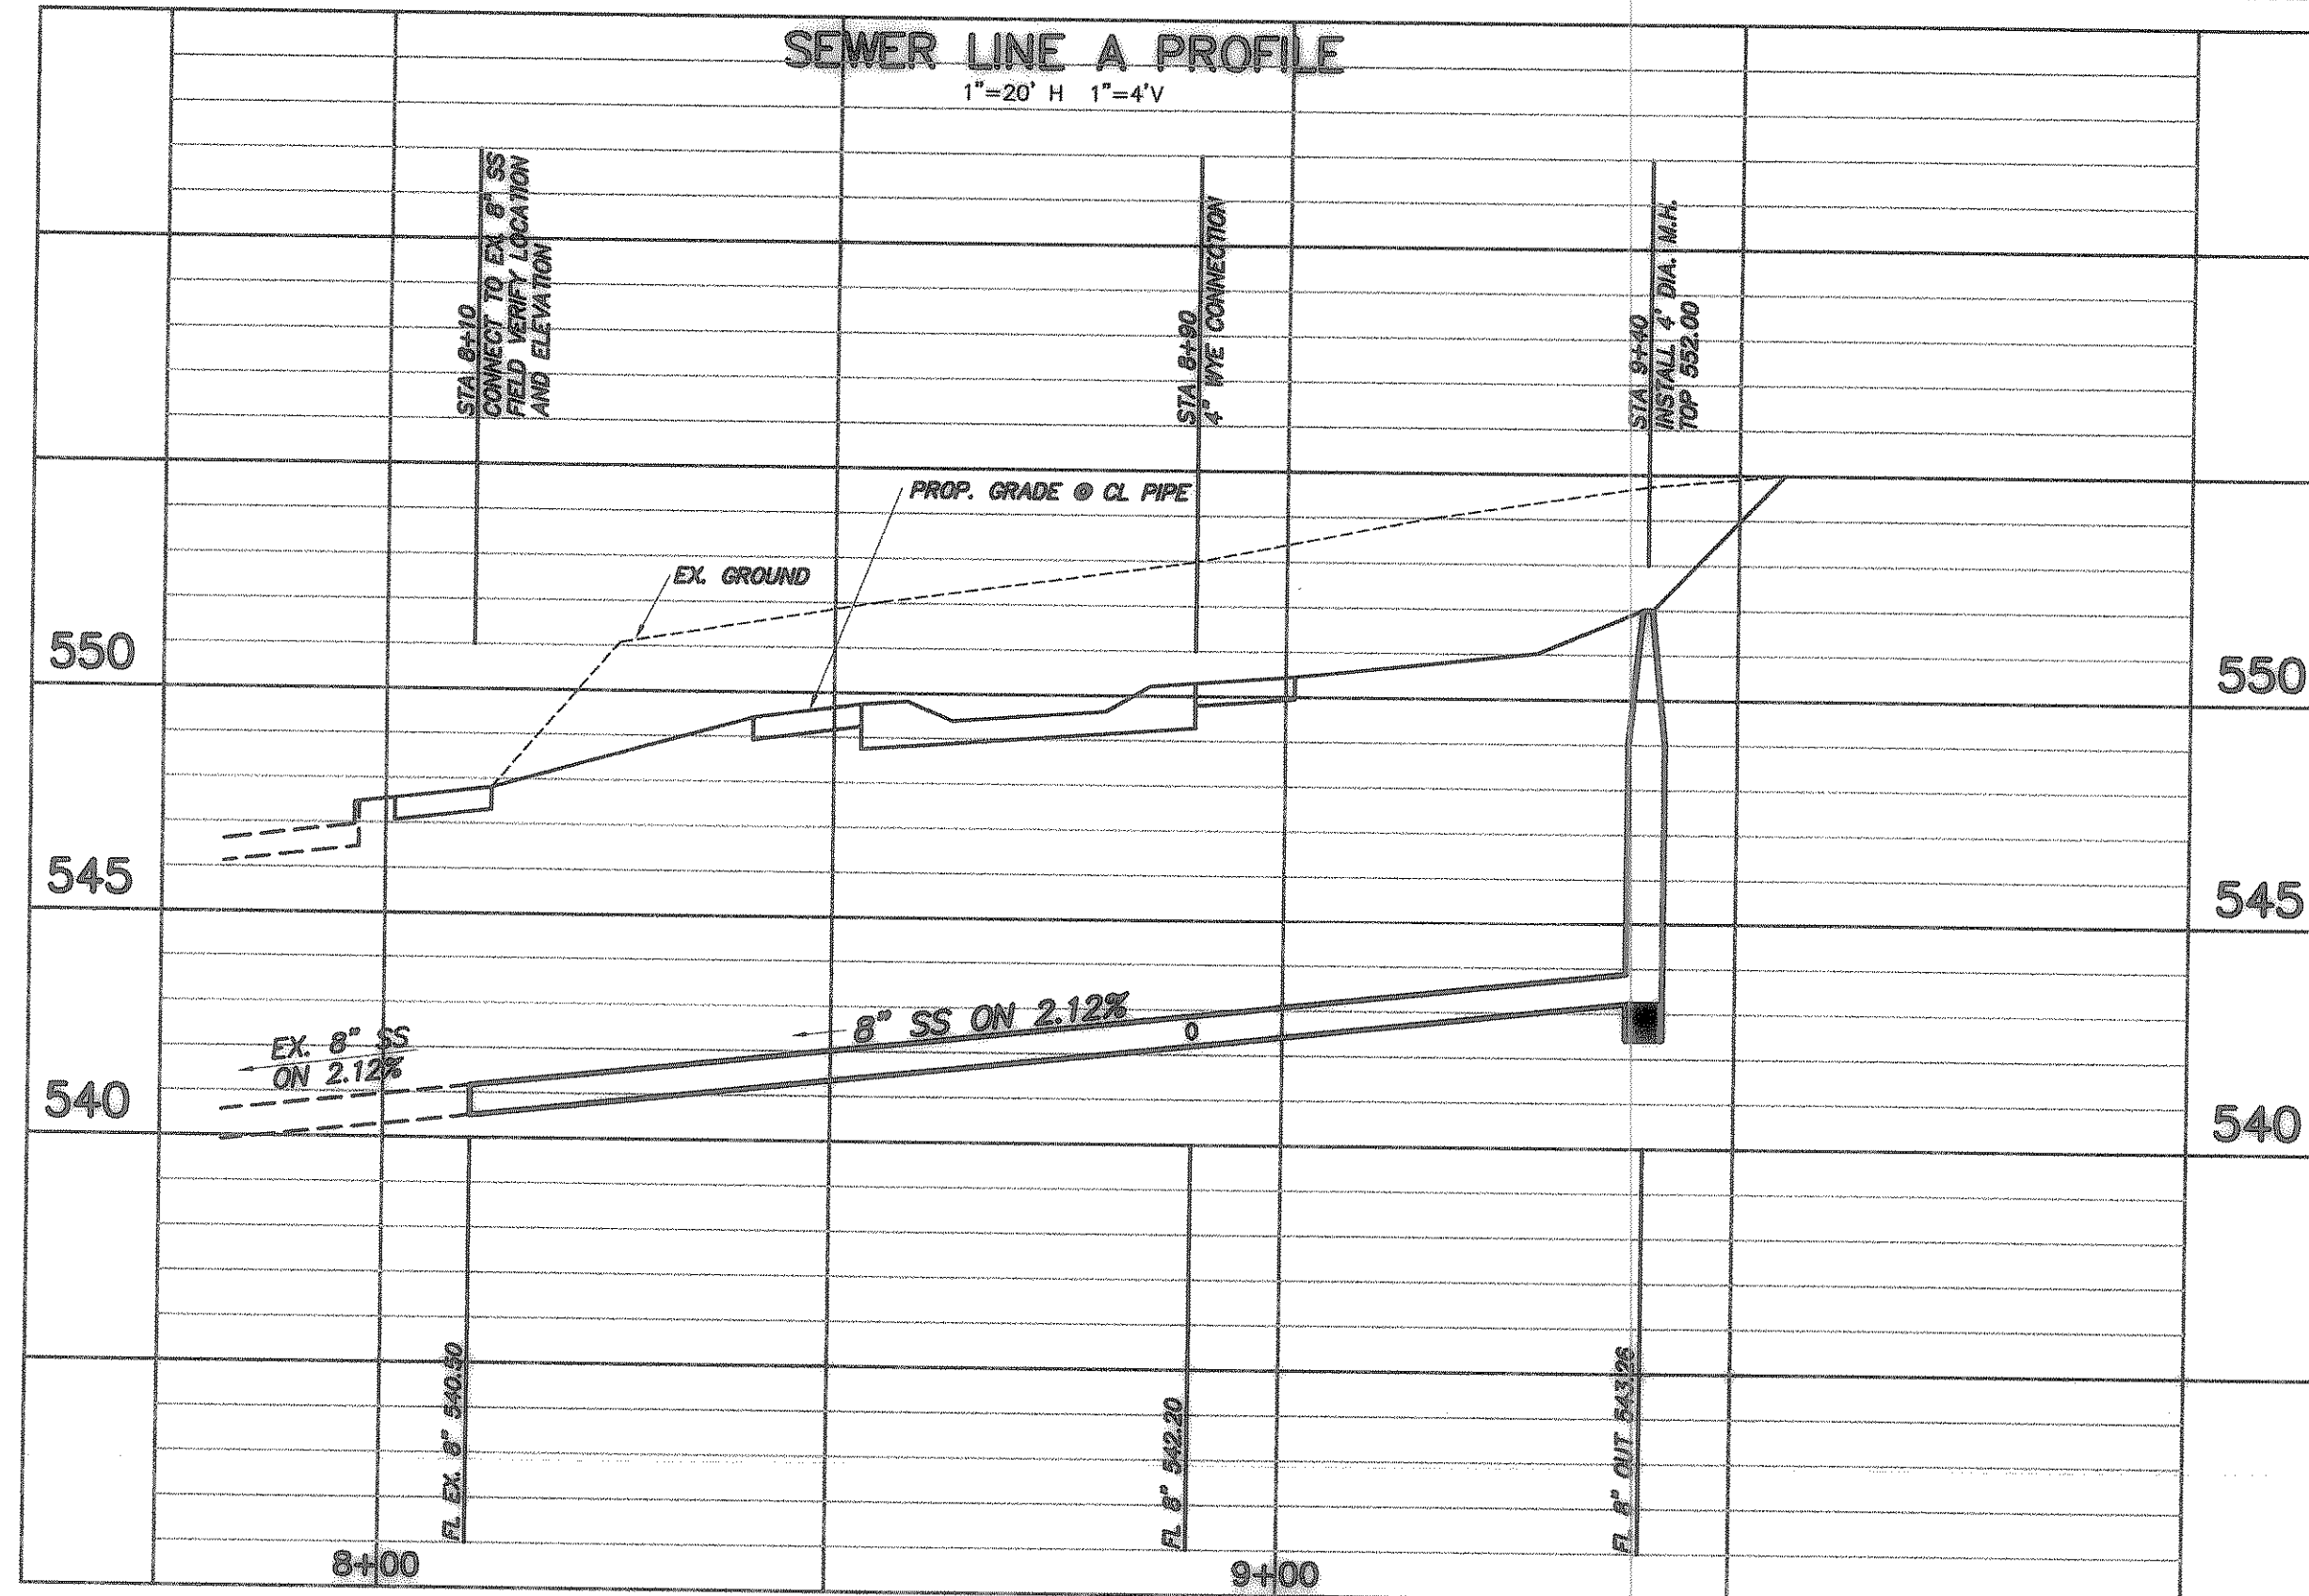 SEWER LINE A PROFILE
1"=20' H 1"=4'V
STA 8+10
CONNECT TO EX. 8" SS
FIELD VERIFY LOCATION
AND ELEVATION
STA 8+90
4" WYE CONNECTION
STA 9+40
INSTALL 4' DIA. M.H.
TOP 552.00
PROP. GRADE @ CL PIPE
EX. GROUND
550
550
545
545
8" SS ON 2.12%
EX. 8" SS
ON 2.12%
540
540
FL EX. 8" 540.50
FL 8" 542.20
FL 8" OUT 543.26
8+00
9+00